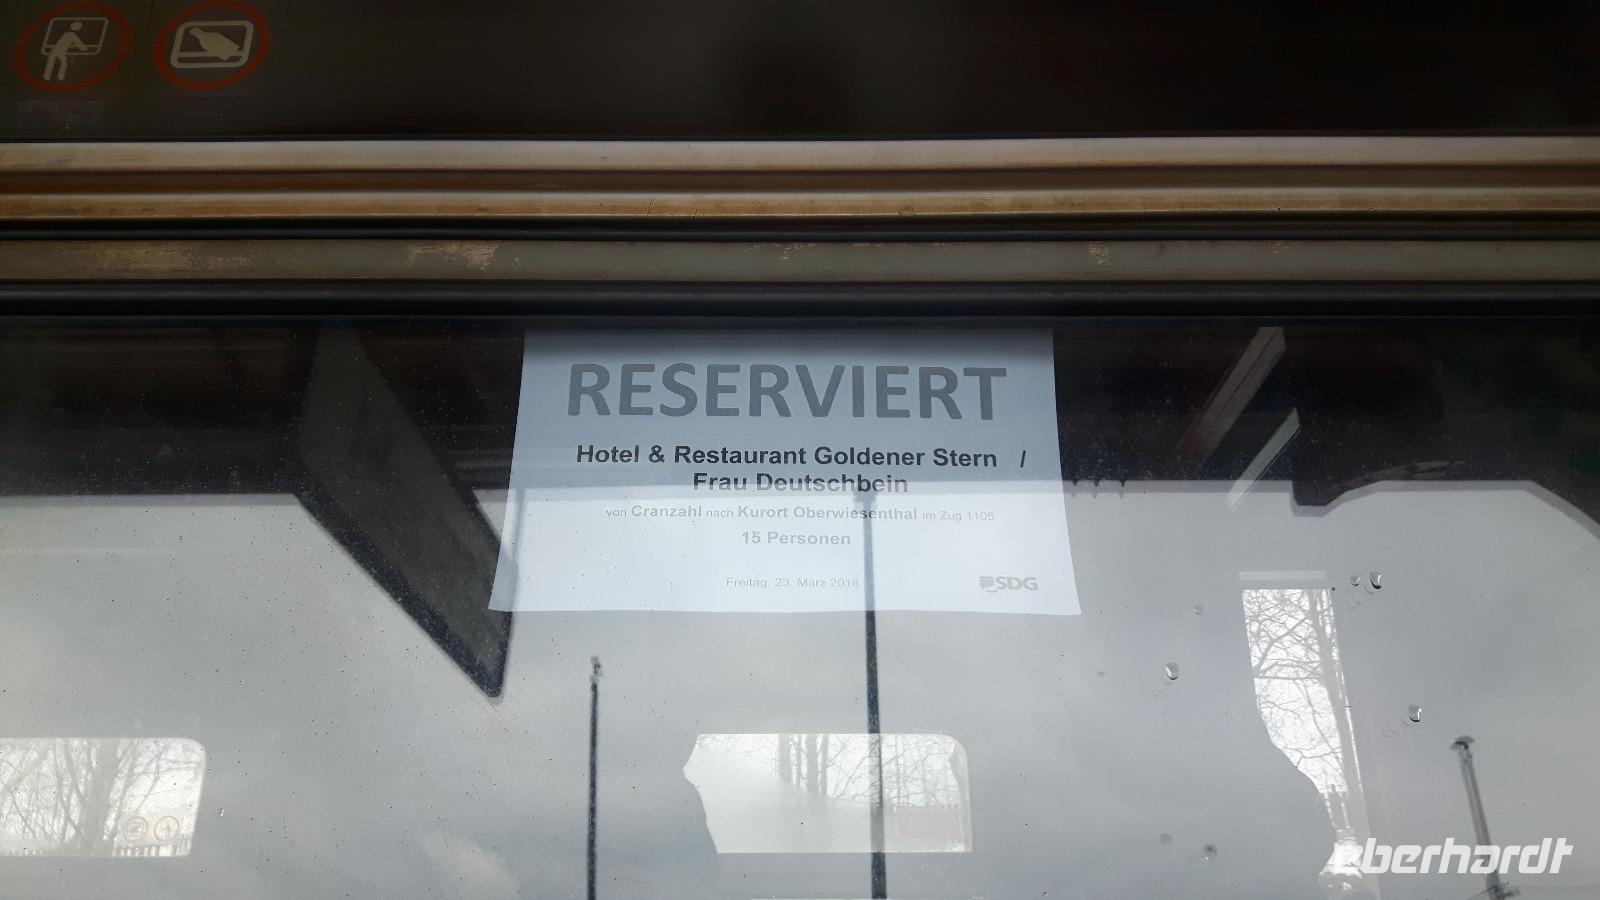 RESERVIERT
Hotel & Restaurant Goldener Stern /
Frau Deutschbein
von Cranzahl nach Kurort Oberwiesenthal im Zug 1105
15 Personen
Freitag, 23. März 2018
SDG
eberhardt